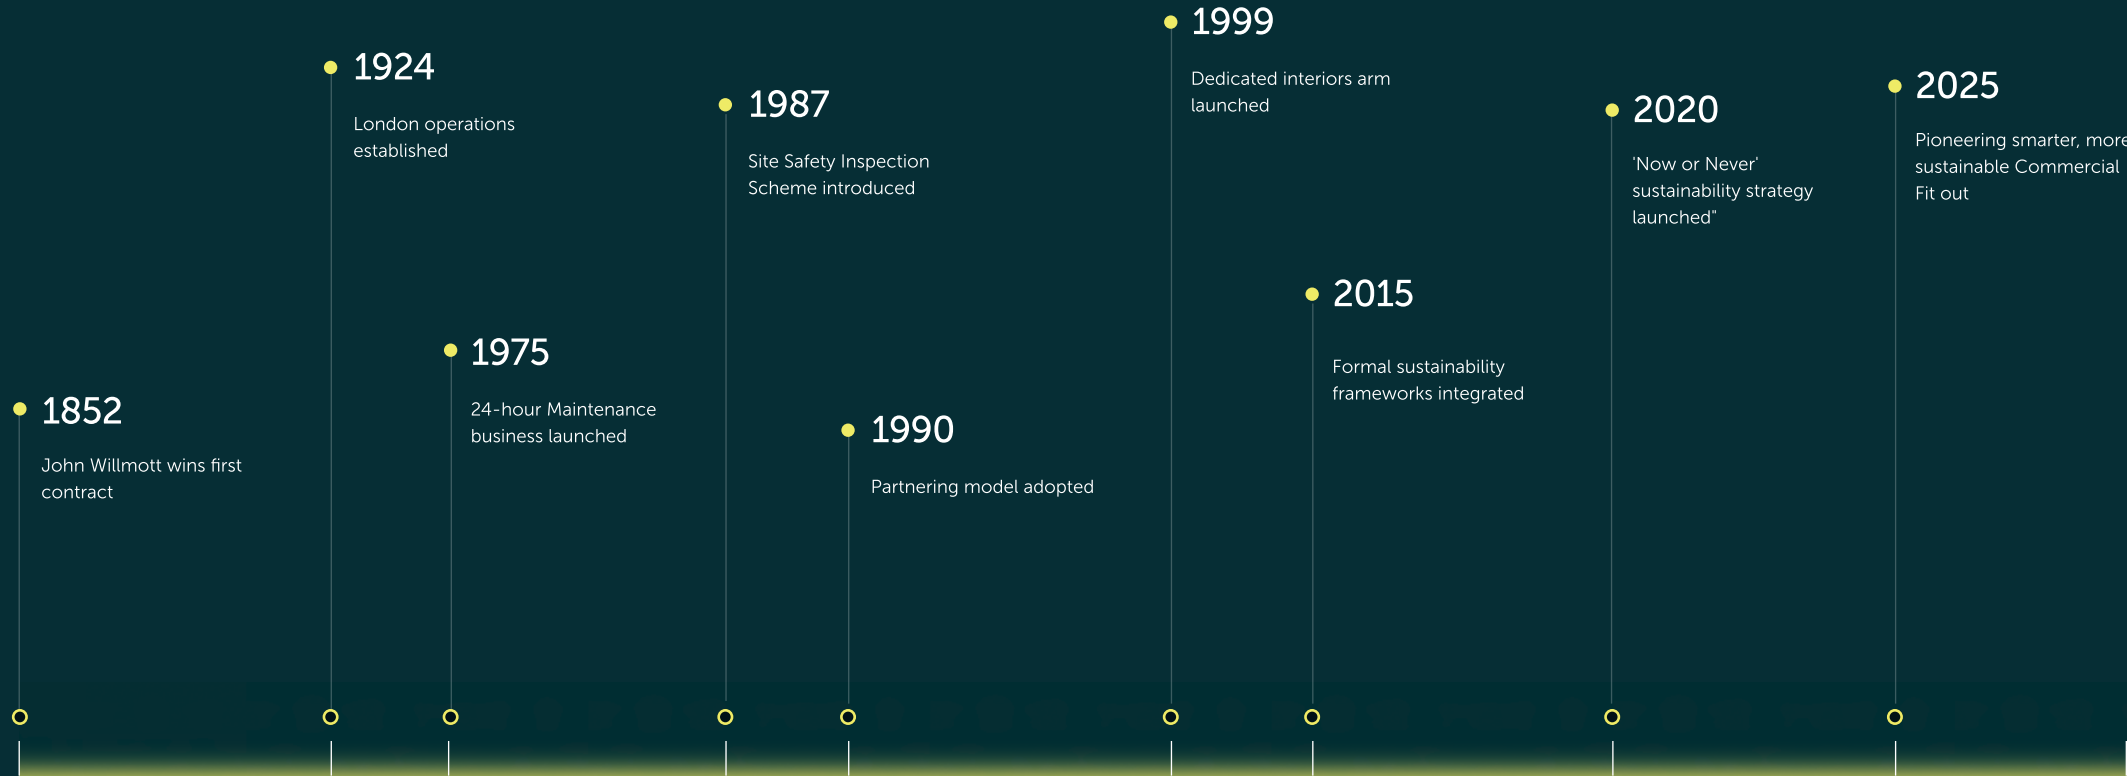 1852
John Willmott wins first
contract
1924
London operations
established
1975
24-hour Maintenance
business launched
1987
Site Safety Inspection
Scheme introduced
1990
Partnering model adopted
1999
Dedicated interiors arm
launched
2015
Formal sustainability
frameworks integrated
2020
'Now or Never'
sustainability strategy
launched"
2025
Pioneering smarter, more
sustainable Commercial
Fit out